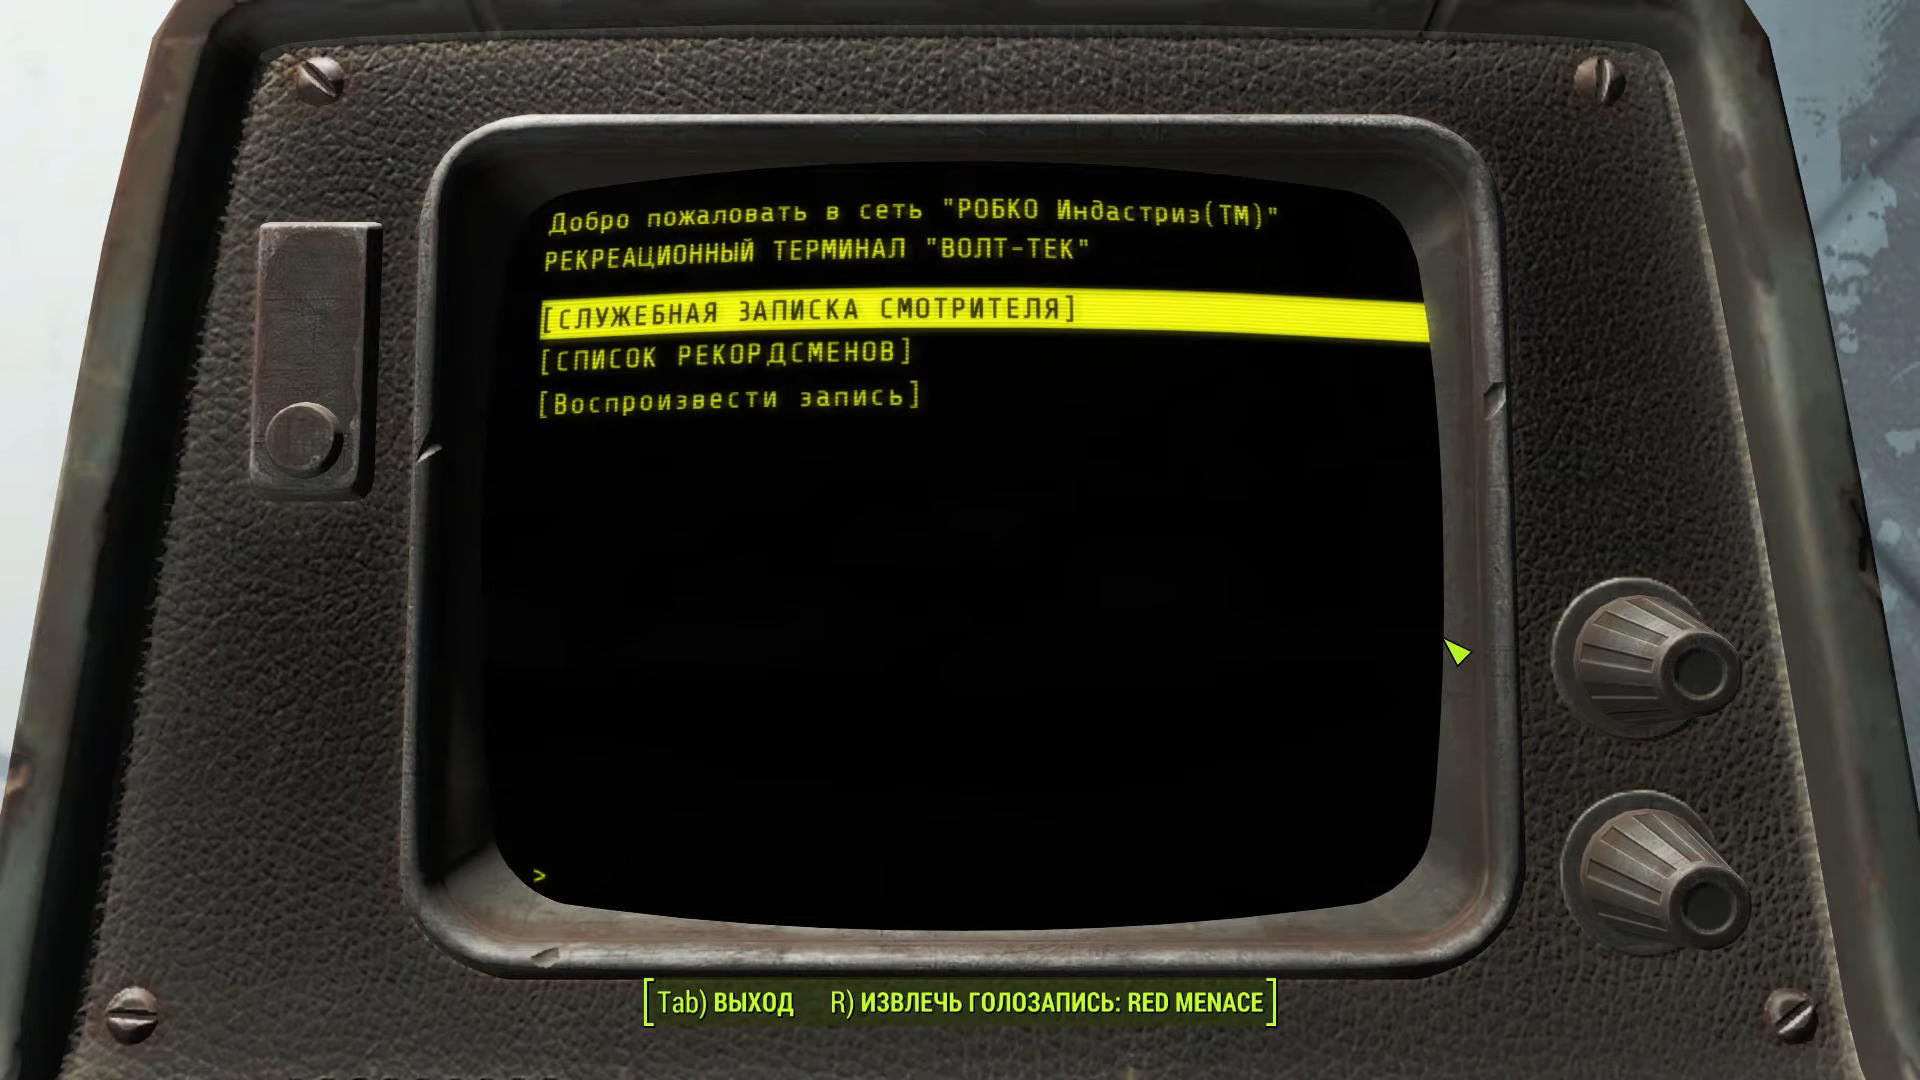 Добро пожаловать в сеть "РОБКО Индастриз(ТМ)"
РЕКРЕАЦИОННЫЙ ТЕРМИНАЛ "ВОЛТ-ТЕК"
[СЛУЖЕБНАЯ ЗАПИСКА СМОТРИТЕЛЯ]
[СПИСОК РЕКОРДСМЕНОВ]
[Воспроизвести запись]
>
[Tab) ВЫХОД R) ИЗВЛЕЧЬ ГОЛОЗАПИСЬ: RED MENACE]